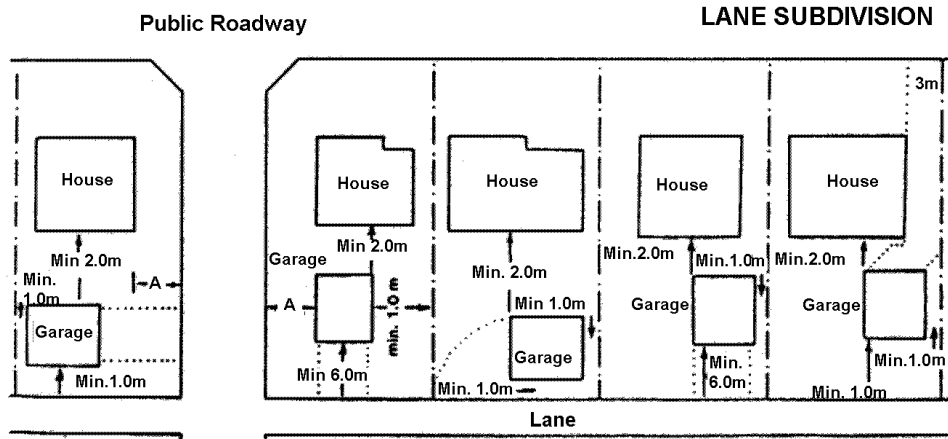 LANE SUBDIVISION
Public Roadway
3m
House
House
House
House
House
Min 2.0m
Min 2.0m
Min. 2.0m
Min.2.0m
Min.1.0m
Min.2.0m
Garage
Min.
1.0m
A
A
min. 1.0 m
Min 1.0m
Garage
Garage
Garage
Garage
Min 6.0m
Min.1.0m
Min. 1.0m
Min.
6.0m
Min.1.0m
Min.1.0m
Lane